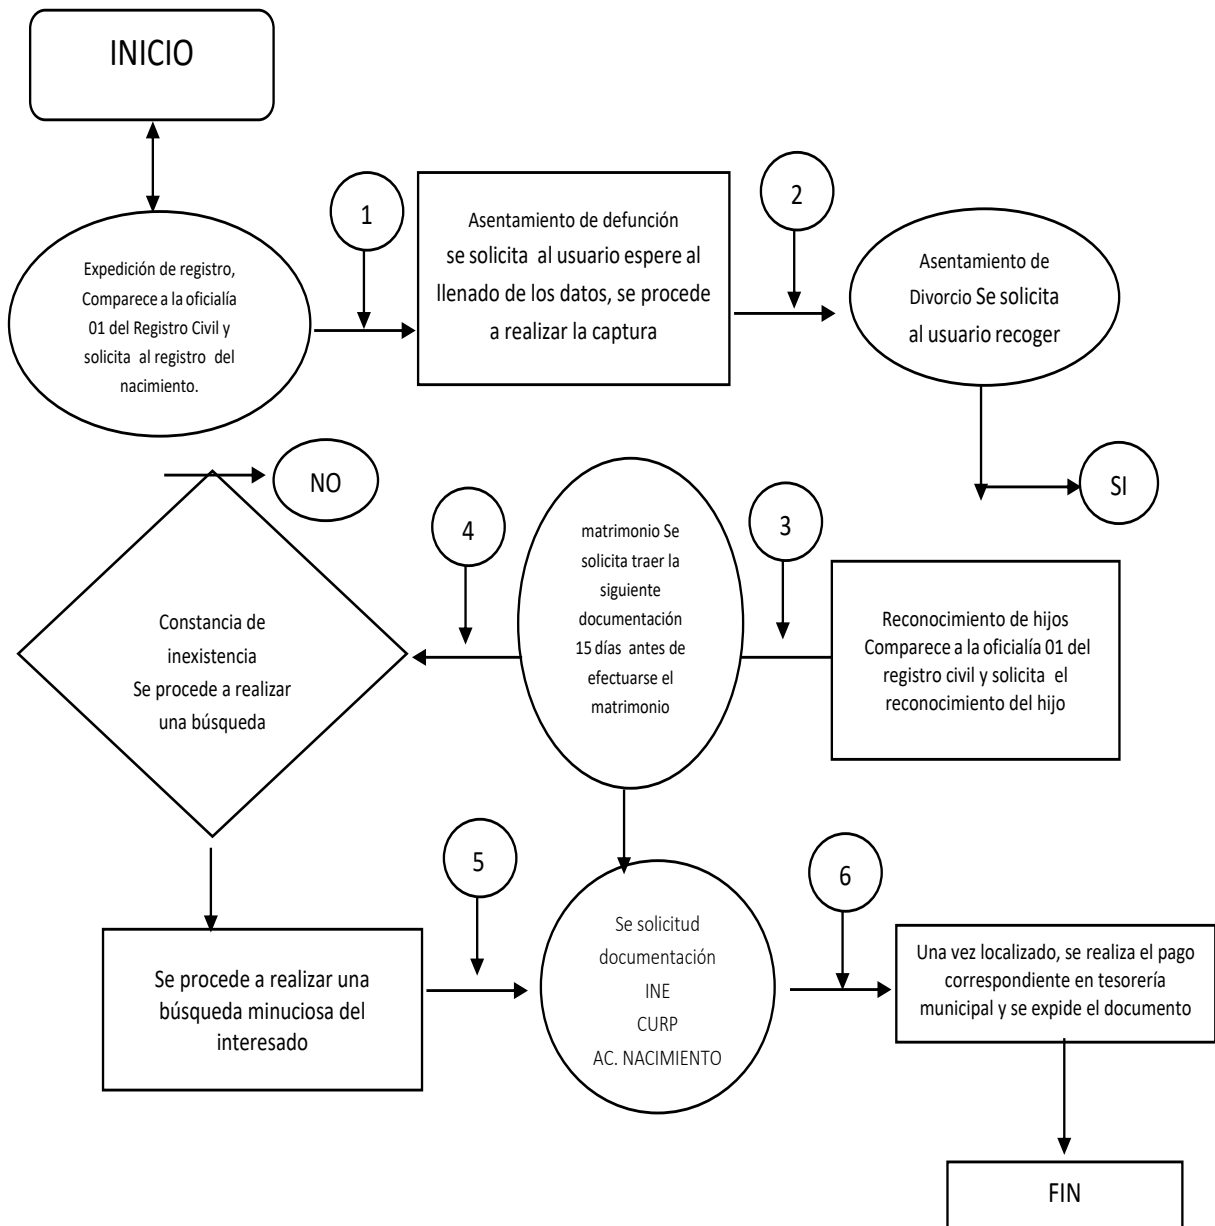 INICIO
Expedición de registro,
Comparece a la oficialía
01 del Registro Civil y
solicita al registro del
nacimiento.
1
Asentamiento de defunción
se solicita al usuario espere al
llenado de los datos, se procede
a realizar la captura
2
Asentamiento de
Divorcio Se solicita
al usuario recoger
SI
Reconocimiento de hijos
Comparece a la oficialía 01 del
registro civil y solicita el
reconocimiento del hijo
3
matrimonio Se
solicita traer la
siguiente
documentación
15 días antes de
efectuarse el
matrimonio
4
NO
Constancia de
inexistencia
Se procede a realizar
una búsqueda
Se procede a realizar una
búsqueda minuciosa del
interesado
5
Se solicitud
documentación
INE
CURP
AC. NACIMIENTO
6
Una vez localizado, se realiza el pago
correspondiente en tesorería
municipal y se expide el documento
FIN